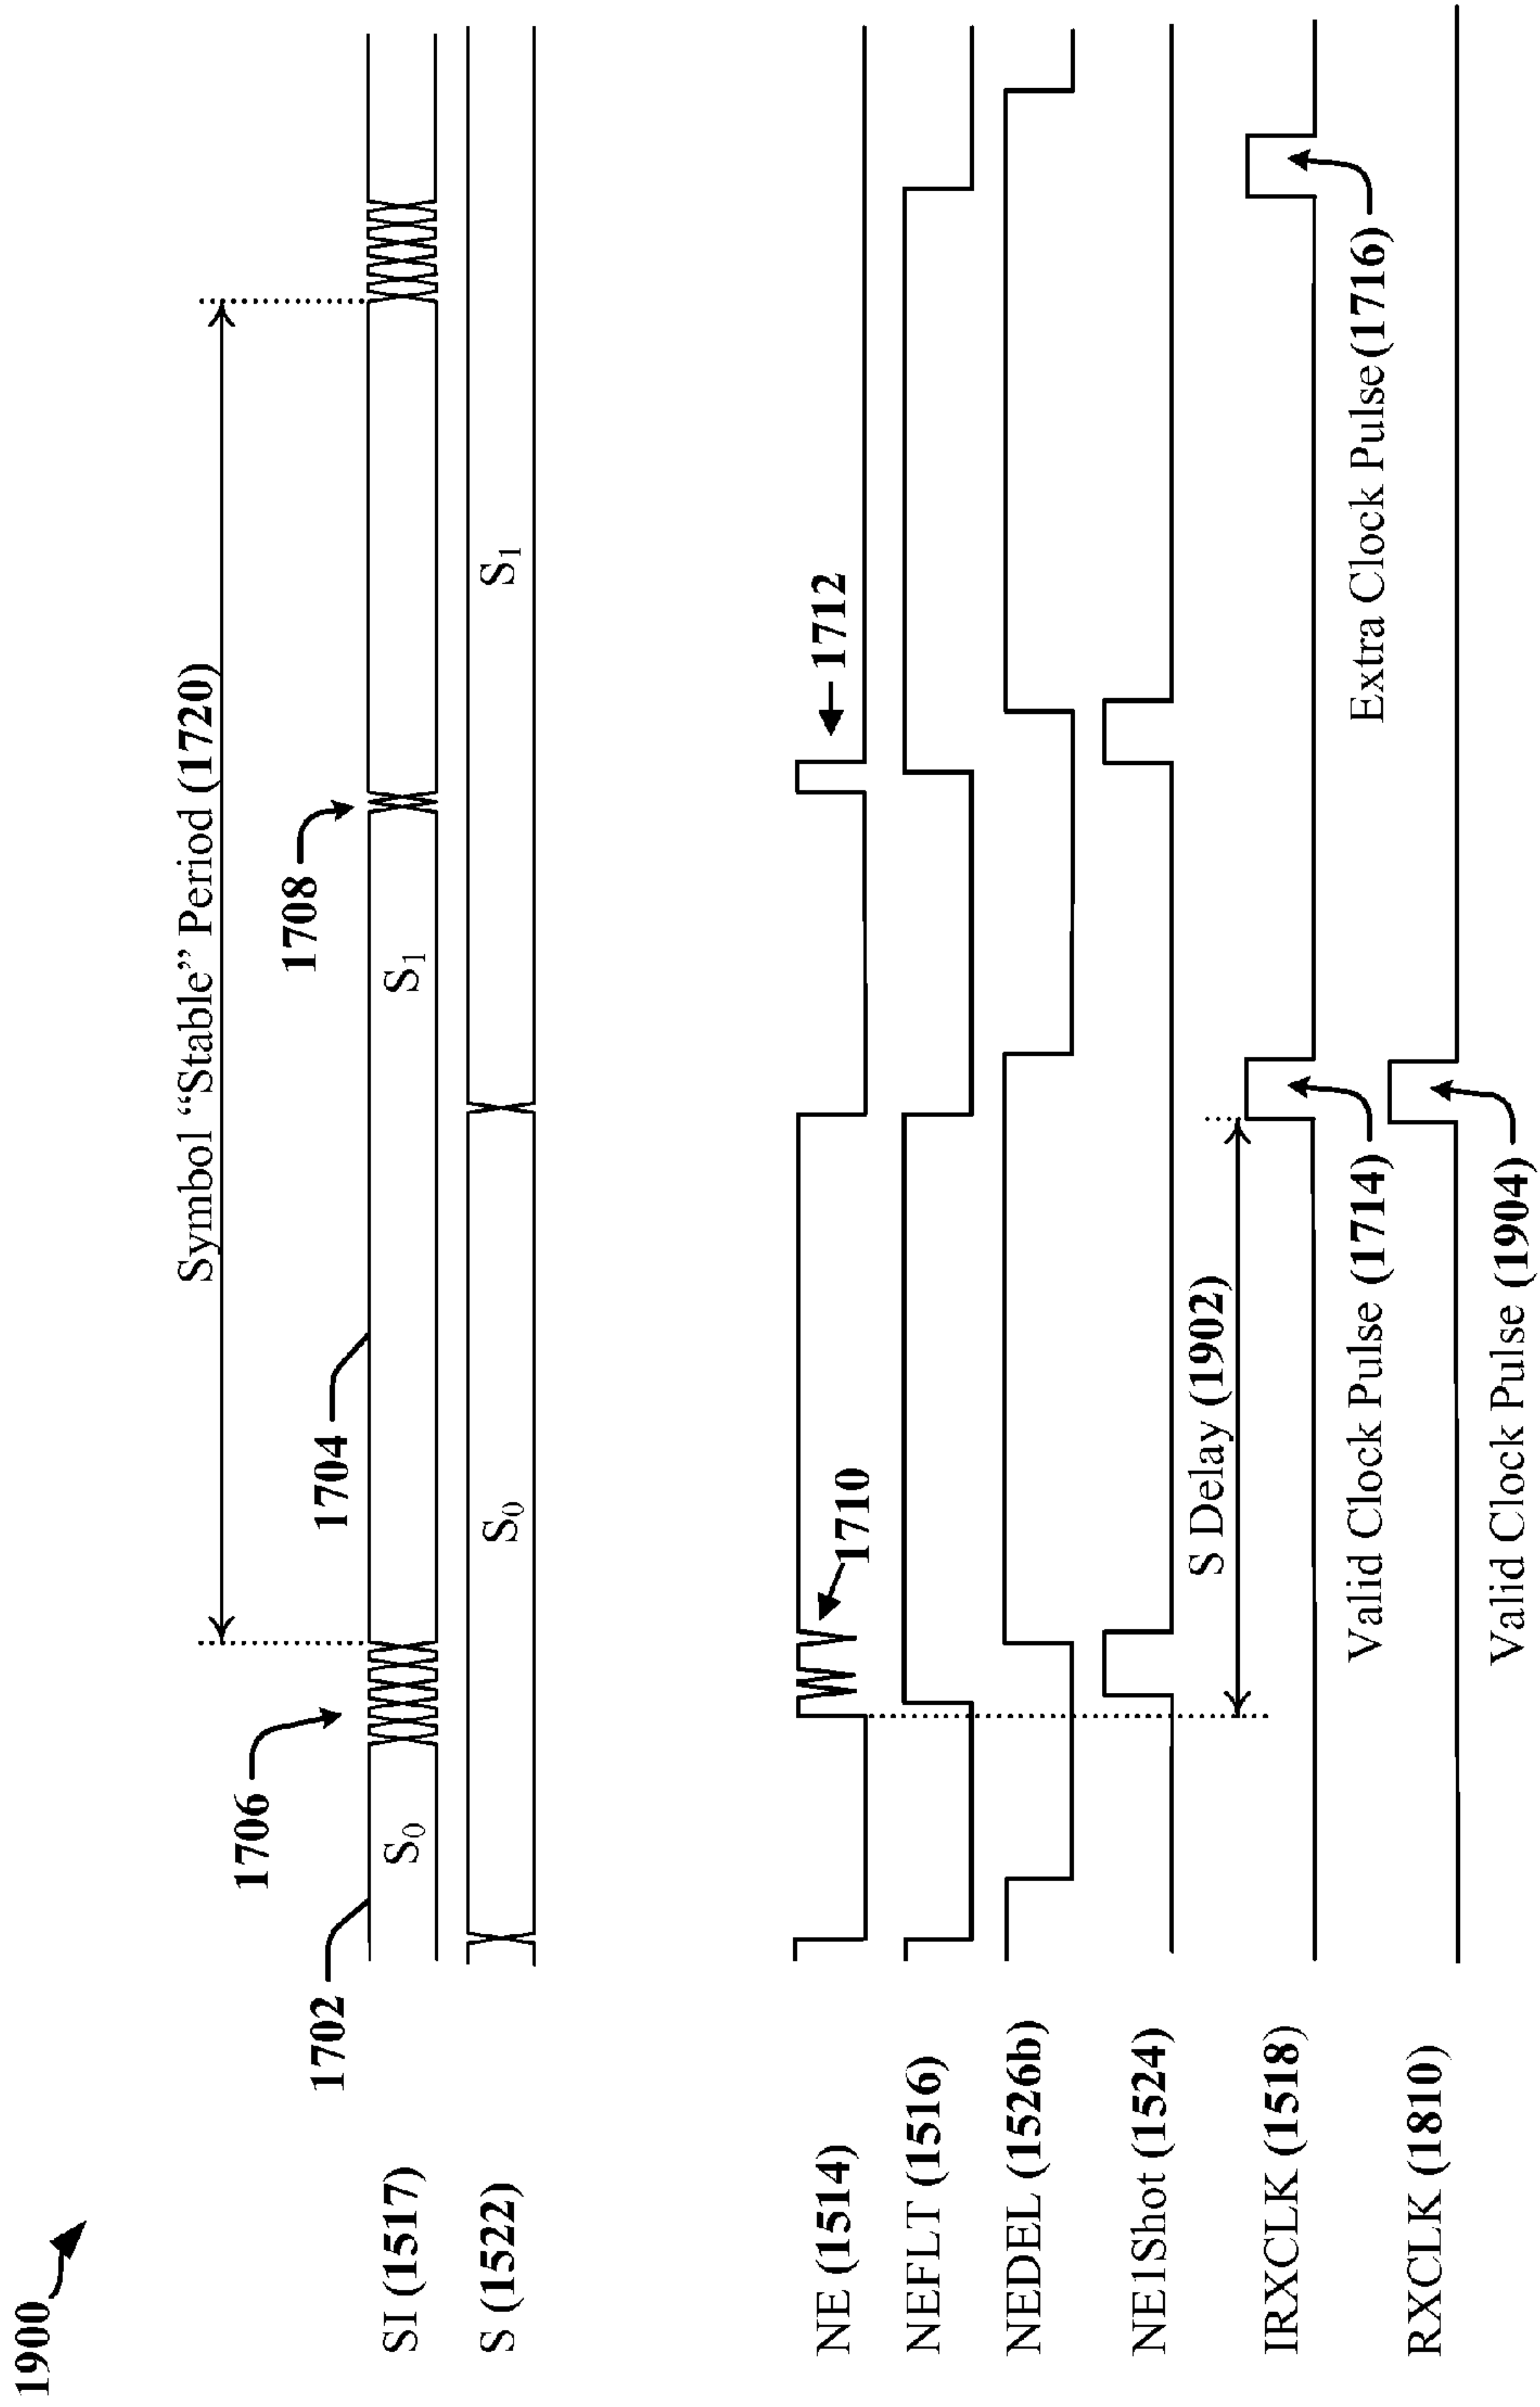 1900
Symbol “Stable” Period (1720)
1706
1708
1702
1704
SI (1517)
S₀
S₁
S (1522)
S₀
S₁
1710
1712
NE (1514)
NEFLT (1516)
NEDEL (1526b)
NE1Shot (1524)
S Delay (1902)
IRXCLK (1518)
Valid Clock Pulse (1714)
Extra Clock Pulse(1716)
RXCLK (1810)
Valid Clock Pulse (1904)